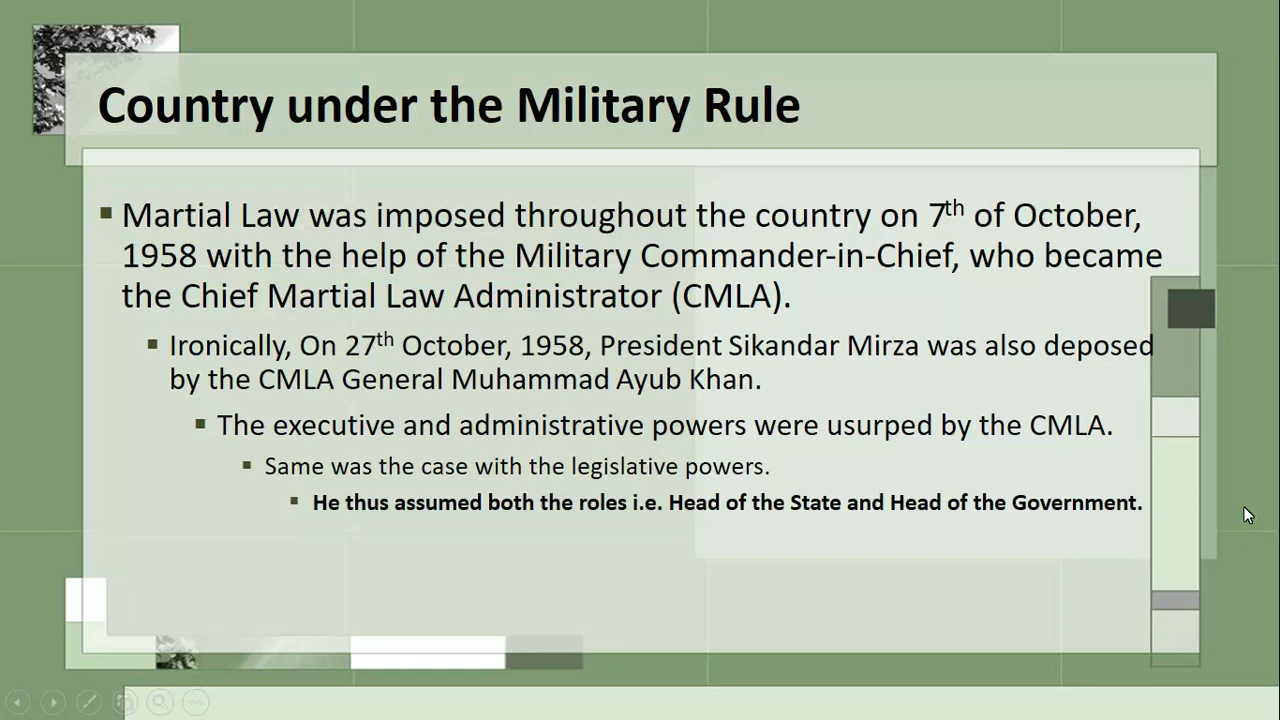 Country under the Military Rule
Martial Law was imposed throughout the country on 7th of October,
1958 with the help of the Military Commander-in-Chief, who became
the Chief Martial Law Administrator (CMLA).
Ironically, On 27th October, 1958, President Sikandar Mirza was also deposed
by the CMLA General Muhammad Ayub Khan.
The executive and administrative powers were usurped by the CMLA.
Same was the case with the legislative powers.
He thus assumed both the roles i.e. Head of the State and Head of the Government.